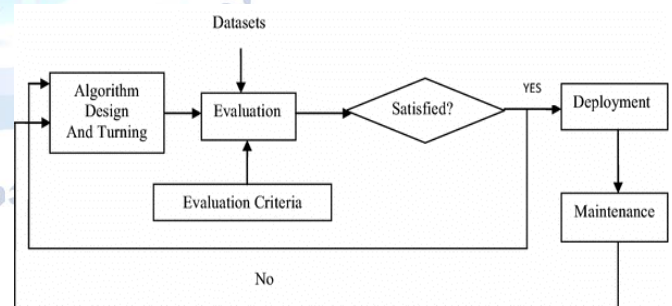 Datasets
Algorithm
Design
And Turning
Evaluation
Satisfied?
YES
Deployment
Evaluation Criteria
Maintenance
No